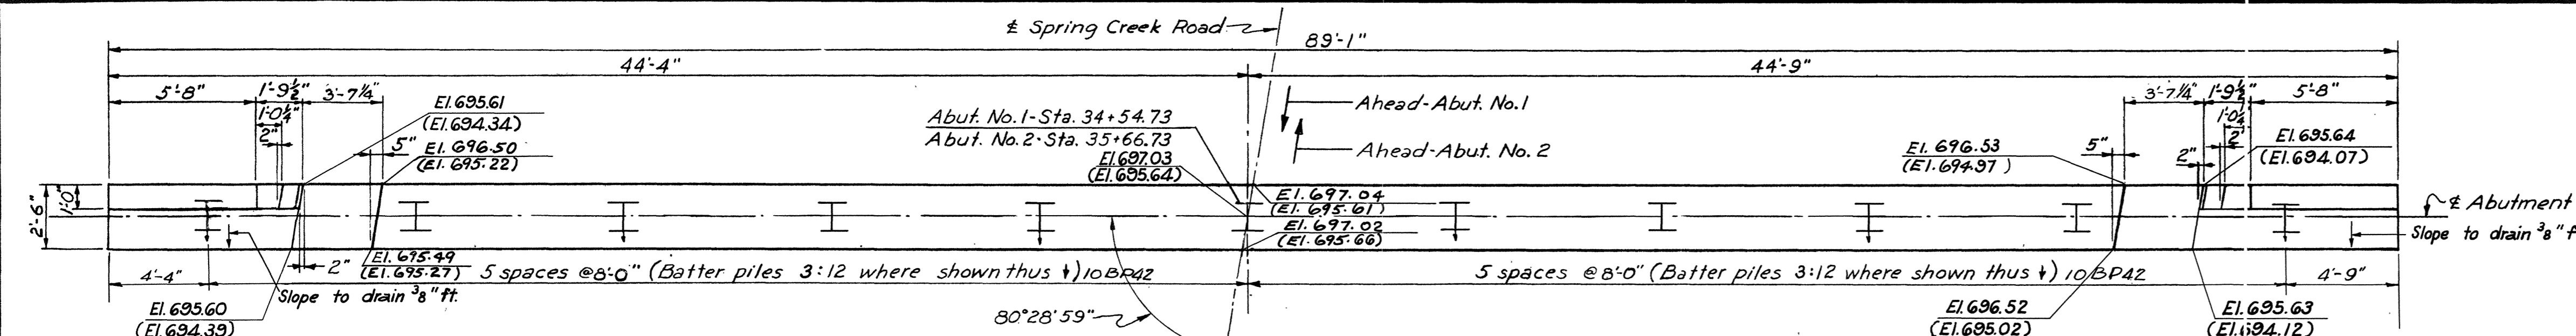 ℄ Spring Creek Road
89'-1"
44'-4"
44'-9"
5'-8"
1'-9½"
3'-7¼"
1'-0¼"
2"
5"
El. 695.61
(El. 694.34)
El. 696.50
(El. 695.22)
Abut. No. 1-Sta. 34+54.73
Abut. No. 2-Sta. 35+66.73
El. 697.03
(El. 695.64)
Ahead-Abut. No. 1
Ahead-Abut. No. 2
3'-7¼"
1'-9½"
5'-8"
1'-0¼
2"
2"
5"
El. 696.53
(El. 694.97)
El. 695.64
(El. 694.07)
2'-6"
1'-0"
El. 697.04
(El. 695.61)
El. 697.02
(El. 695.66)
℄ Abutment
Slope to drain ⅜" f
2"
El. 695.49
(El. 695.27)
5 spaces @ 8'-0" (Batter piles 3:12 where shown thus ↓) 10 BP42
5 spaces @ 8'-0" (Batter piles 3:12 where shown thus ↓) 10 BP42
4'-4"
4'-9"
Slope to drain ⅜" ft.
El. 695.60
(El. 694.39)
80°28'59"
El. 696.52
(El. 695.02)
El. 695.63
(El. 694.12)